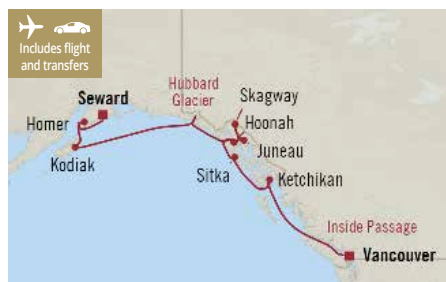 Includes flight
and transfers
Hubbard
Glacier
Skagway
Seward
Homer
Hoonah
Juneau
Kodiak
Sitka
Ketchikan
Inside Passage
Vancouver